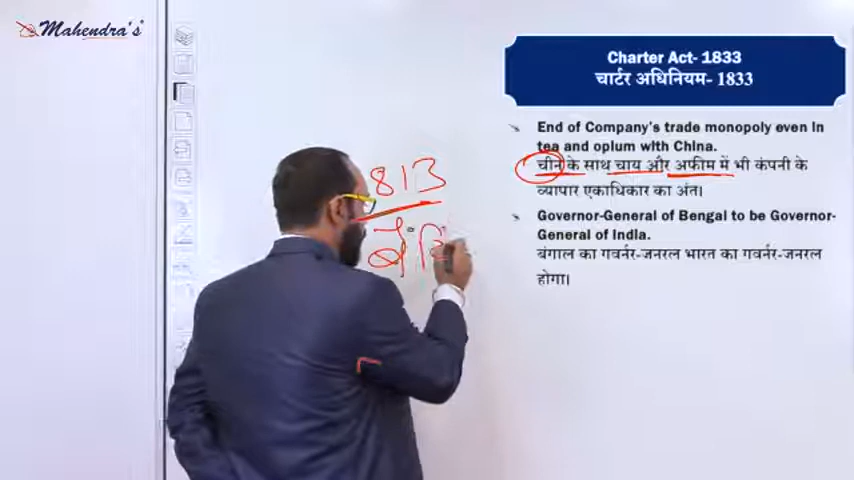 Mahendra's
Charter Act- 1833
चार्टर अधिनियम- 1833
End of Company's trade monopoly even in
tea and opium with China.
चीन के साथ चाय और अफीम में भी कंपनी के
व्यापार एकाधिकार का अंत।
Governor-General of Bengal to be Governor-
General of India.
बंगाल का गवर्नर-जनरल भारत का गवर्नर-जनरल
होगा।
813